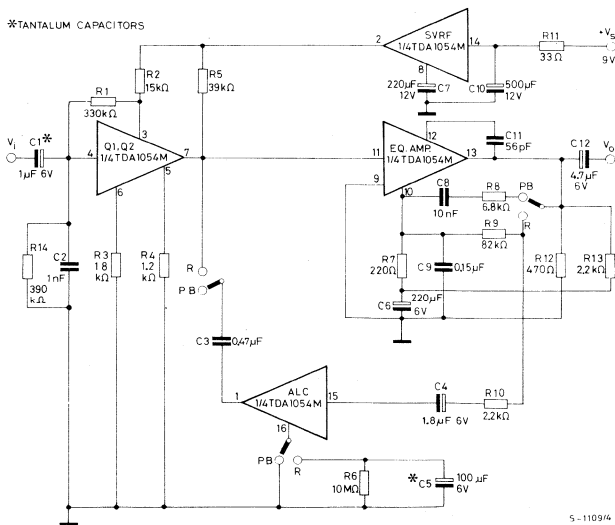 *TANTALUM CAPACITORS
SVRF
1/4TDA1054M
2
14
8
R11
33Ω
+Vs
9V
R1
330kΩ
R2
15kΩ
R5
39kΩ
220µF
12V
C7
C10
500µF
12V
Vi
C1*
1µF 6V
4
3
Q1,Q2
1/4TDA1054M
7
5
6
11
12
EQ. AMP.
1/4TDA1054M
13
9
10
C11
56pF
C12
4.7µF
6V
Vo
C8
10nF
R8
6.8kΩ
PB
R
R9
82kΩ
R14
390
kΩ
C2
1nF
R3
1.8
kΩ
R4
1.2
kΩ
R
PB
R7
220Ω
C9
0.15µF
R12
470Ω
R13
2.2kΩ
C6
220µF
6V
C3
0.47µF
1
ALC
1/4TDA1054M
15
16
C4
1.8µF 6V
R10
2.2kΩ
PB
R
R6
10MΩ
*C5
100µF
6V
S-1109/4